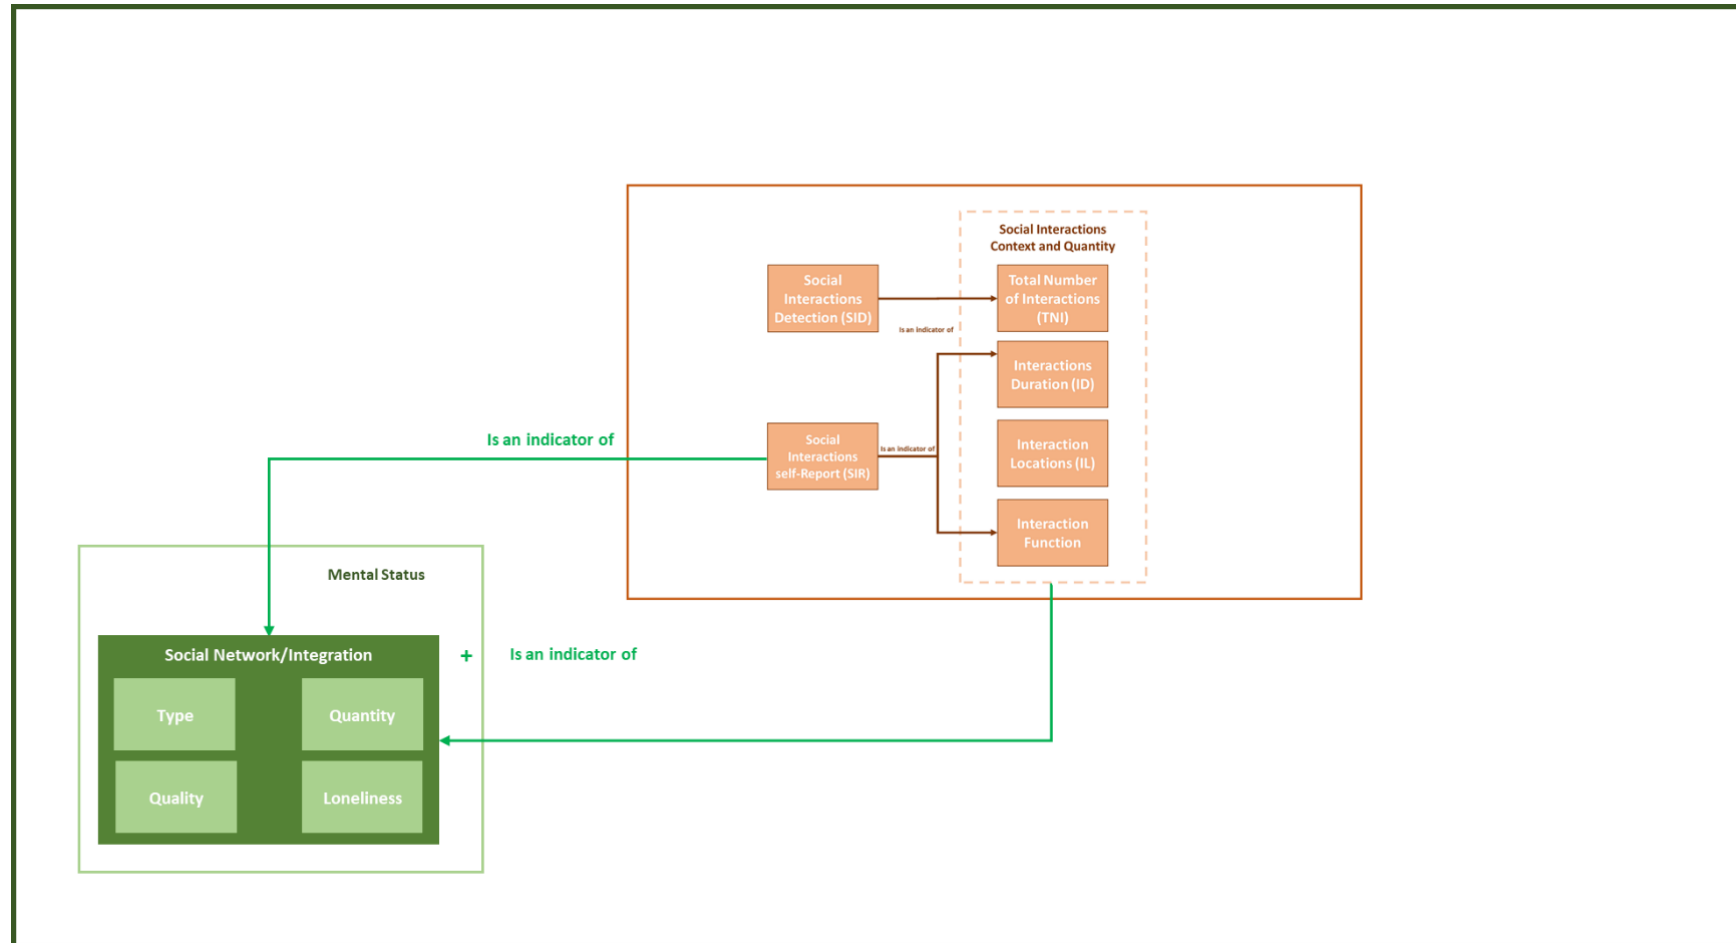 Social Interactions
Context and Quantity
Social
Interactions
Detection (SID)
Total Number
of Interactions
(TNI)
Is an indicator of
Interactions
Duration (ID)
Is an indicator of
Social
Interactions
self-Report (SIR)
Is an indicator of
Interaction
Locations (IL)
Interaction
Function
Mental Status
Social Network/Integration
+
Is an indicator of
Type
Quantity
Quality
Loneliness